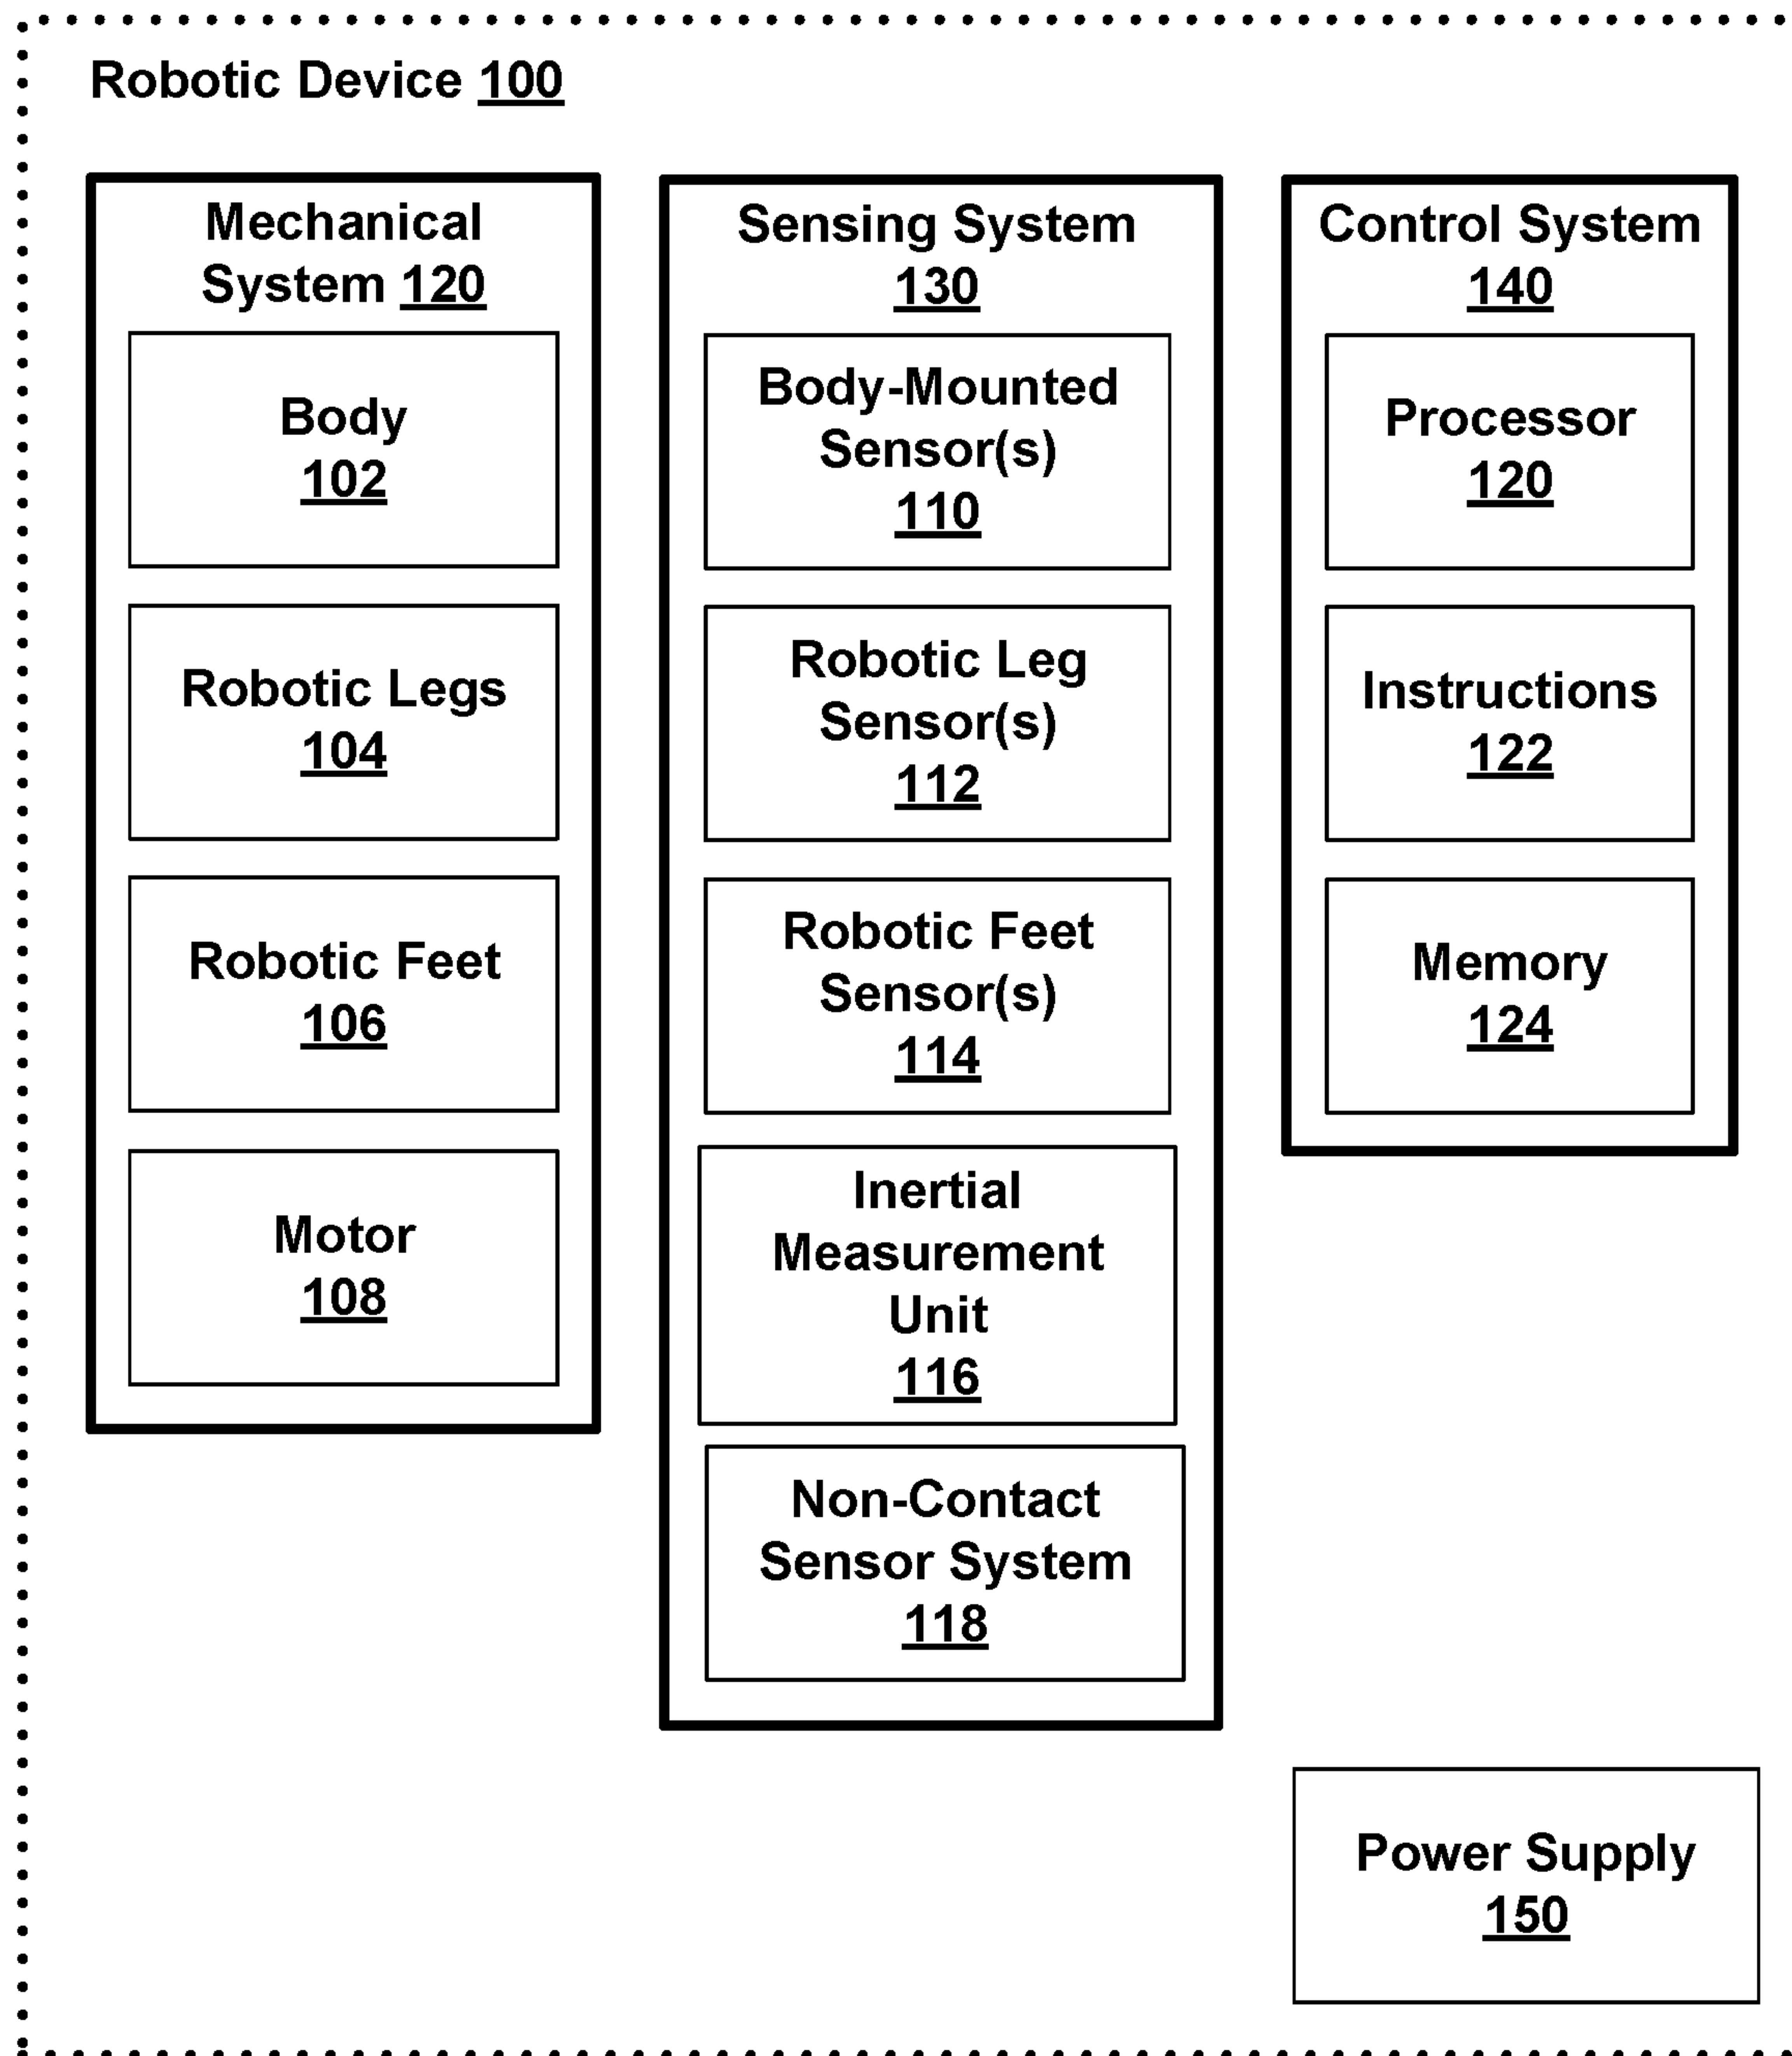 Robotic Device 100
Mechanical
System 120
Body
102
Robotic Legs
104
Robotic Feet
106
Motor
108
Sensing System
130
Body-Mounted
Sensor(s)
110
Robotic Leg
Sensor(s)
112
Robotic Feet
Sensor(s)
114
Inertial
Measurement
Unit
116
Non-Contact
Sensor System
118
Control System
140
Processor
120
Instructions
122
Memory
124
Power Supply
150